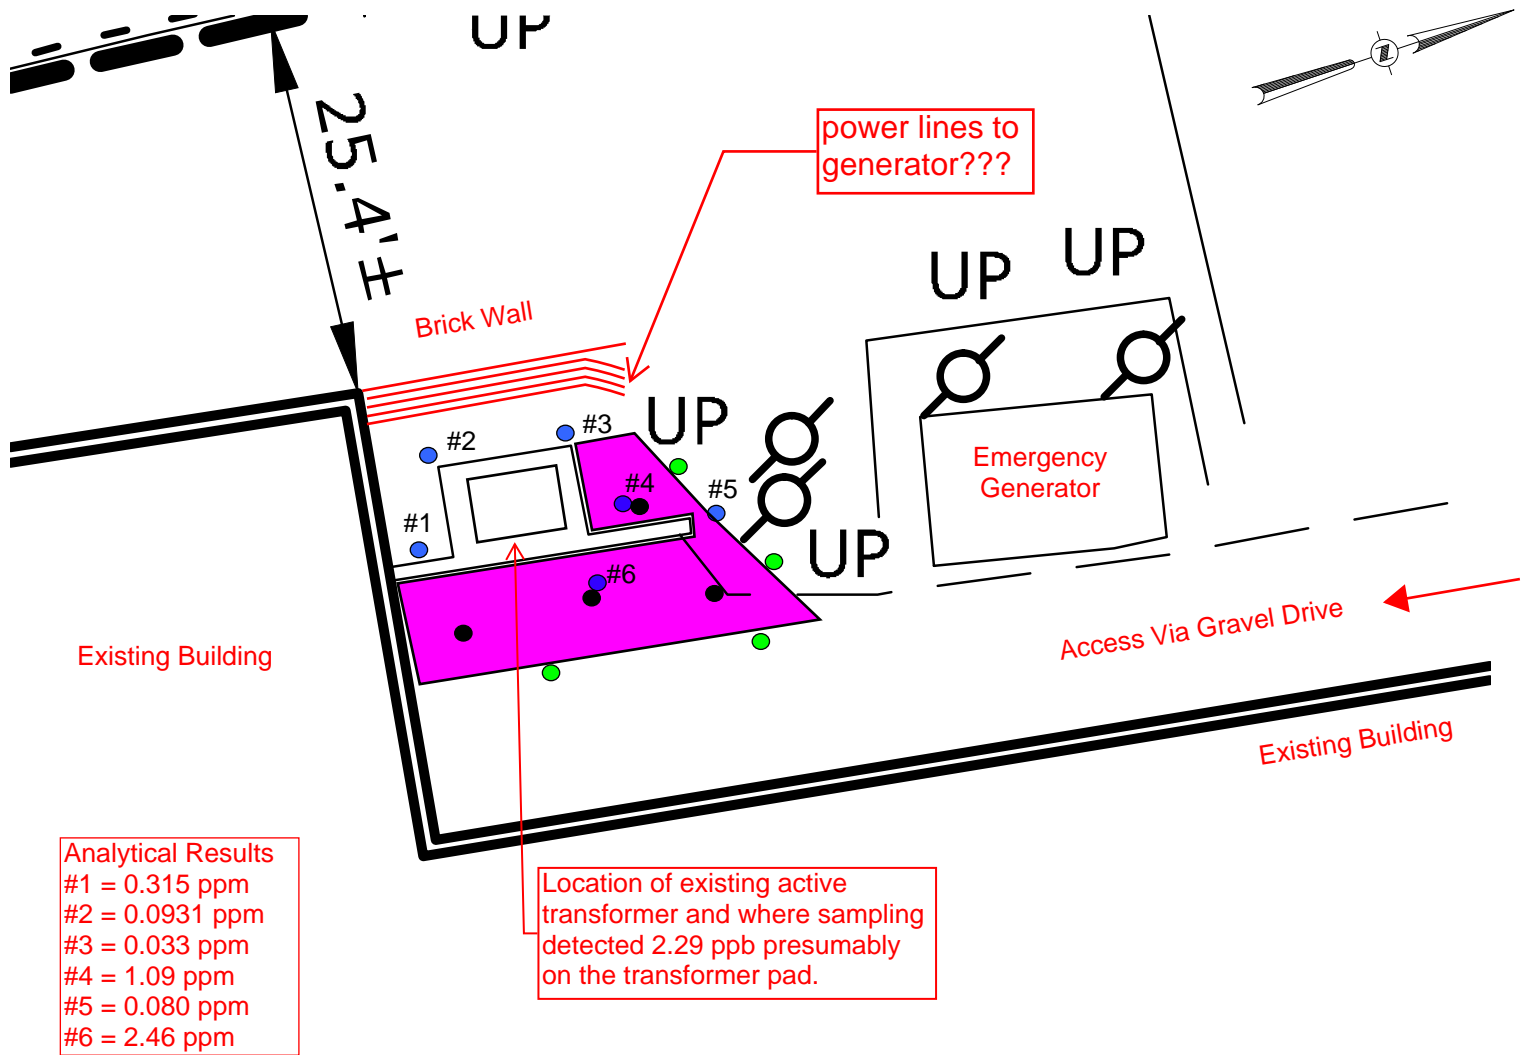 UP
25.4'±
power lines to
generator???
Brick Wall
UP
UP
UP
#3
#2
#4
#5
#1
Emergency
Generator
UP
#6
Access Via Gravel Drive
Existing Building
Existing Building
Analytical Results
#1 = 0.315 ppm
#2 = 0.0931 ppm
#3 = 0.033 ppm
#4 = 1.09 ppm
#5 = 0.080 ppm
#6 = 2.46 ppm
Location of existing active
transformer and where sampling
detected 2.29 ppb presumably
on the transformer pad.